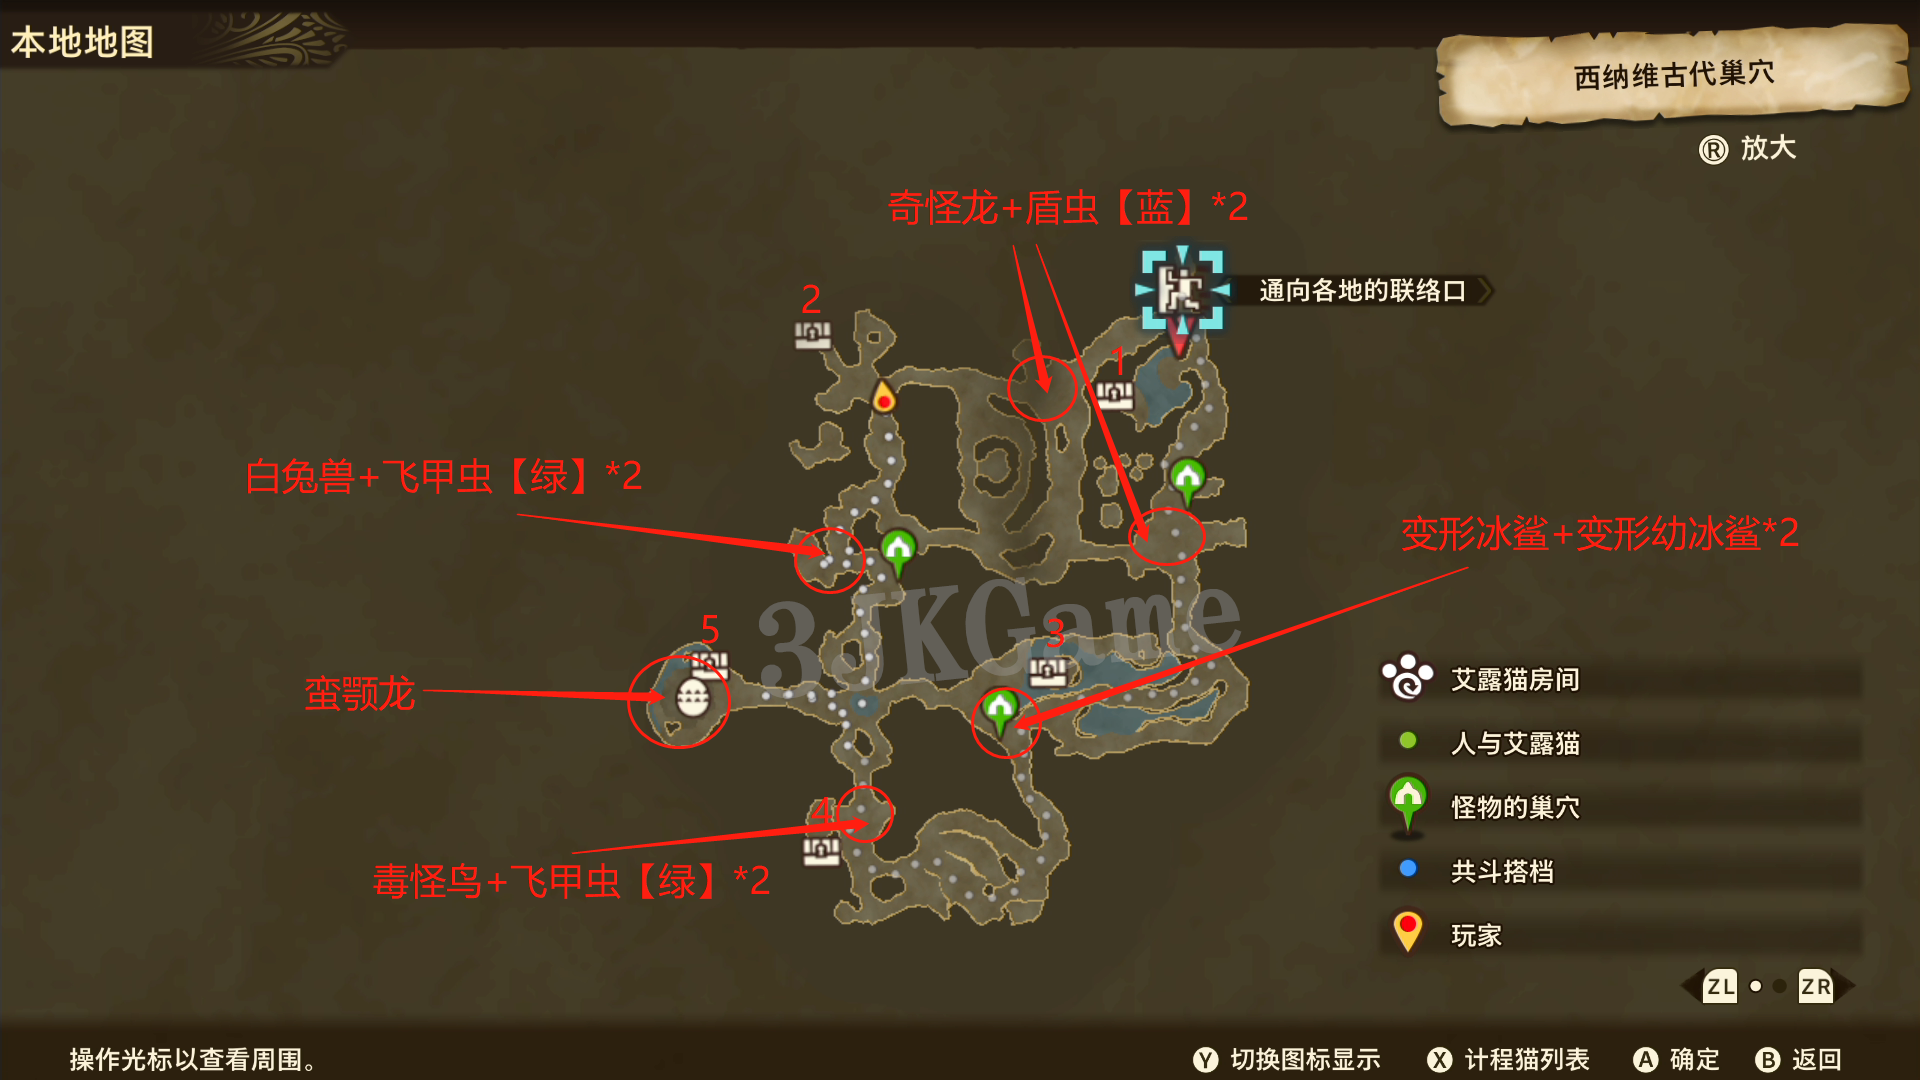 本地地图
西纳维古代巢穴
Ⓡ 放大
奇怪龙+盾虫【蓝】*2
2
通向各地的联络口
1
白兔兽+飞甲虫【绿】*2
变形冰鲨+变形幼冰鲨*2
3JKGame
5
3
艾露猫房间
蛮颚龙
人与艾露猫
怪物的巢穴
4
毒怪鸟+飞甲虫【绿】*2
共斗搭档
玩家
ZL ZR
操作光标以查看周围。
Ⓨ 切换图标显示 Ⓧ 计程猫列表 Ⓐ 确定 Ⓑ 返回